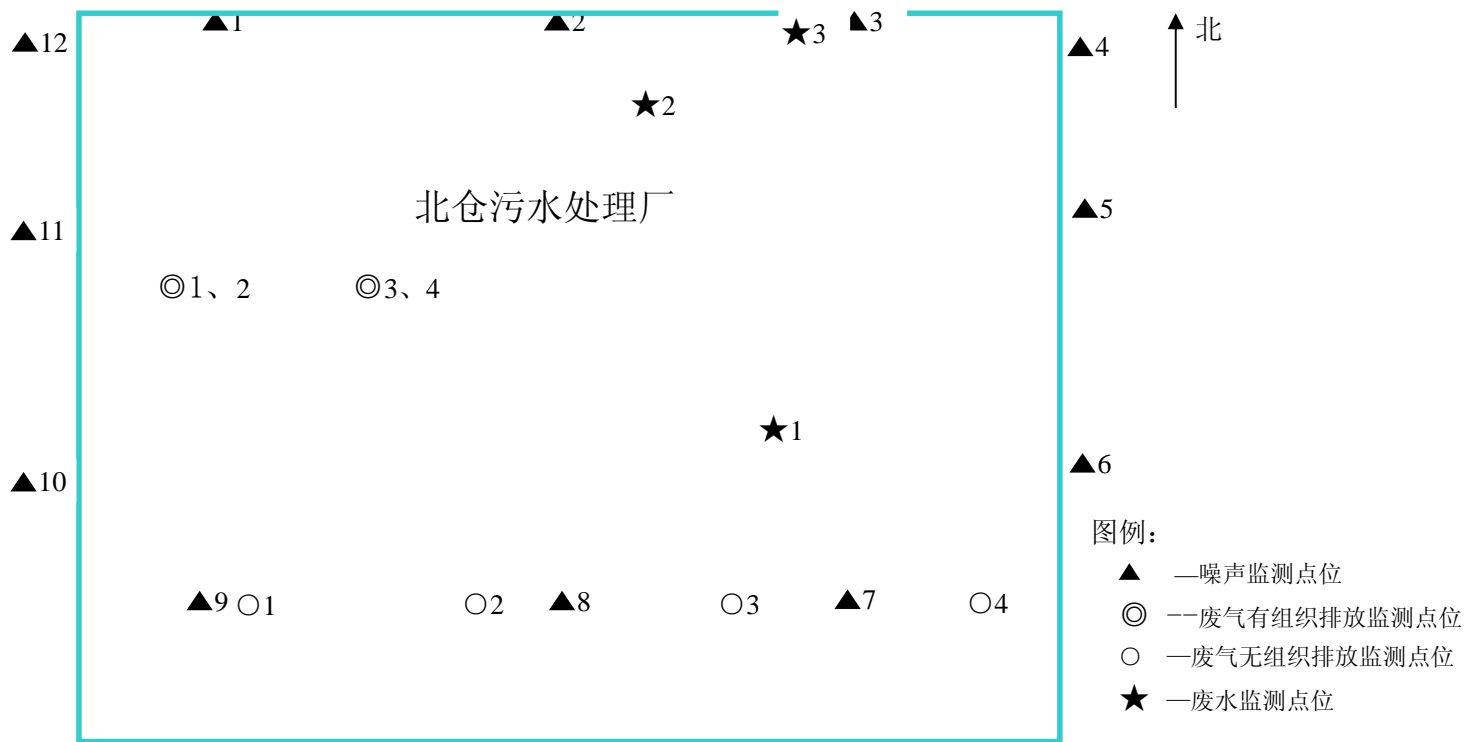 ▲1 ▲2 ★3 ▲3
▲12 ▲4 北
★2
北仓污水处理厂
▲11 ▲5
◎1、2 ◎3、4
★1
▲10 ▲6
图例：
▲ —噪声监测点位
▲9 ○1 ○2 ▲8 ○3 ▲7 ○4
◎ --废气有组织排放监测点位
○ —废气无组织排放监测点位
★ —废水监测点位